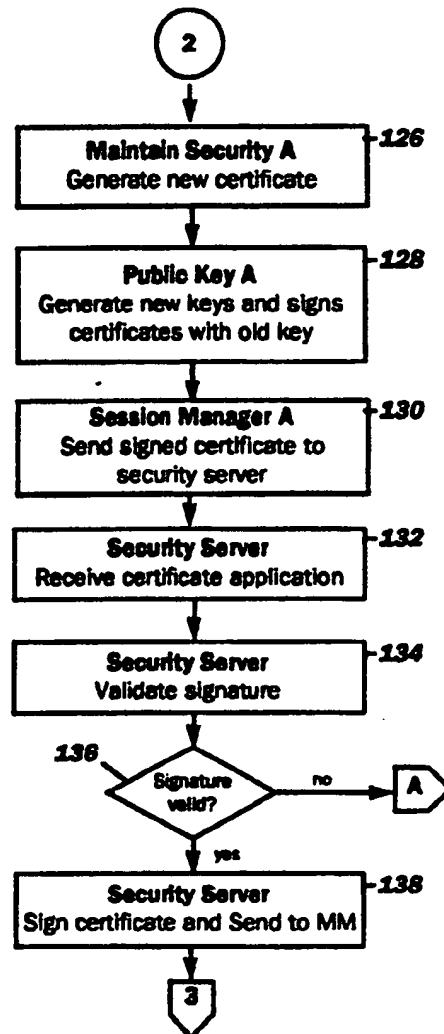 2
Maintain Security A
Generate new certificate
126
Public Key A
Generate new keys and signs
certificates with old key
128
Session Manager A
Send signed certificate to
security server
130
Security Server
Receive certificate application
132
Security Server
Validate signature
134
136
Signature
valid?
no
A
yes
Security Server
Sign certificate and Send to MM
138
3